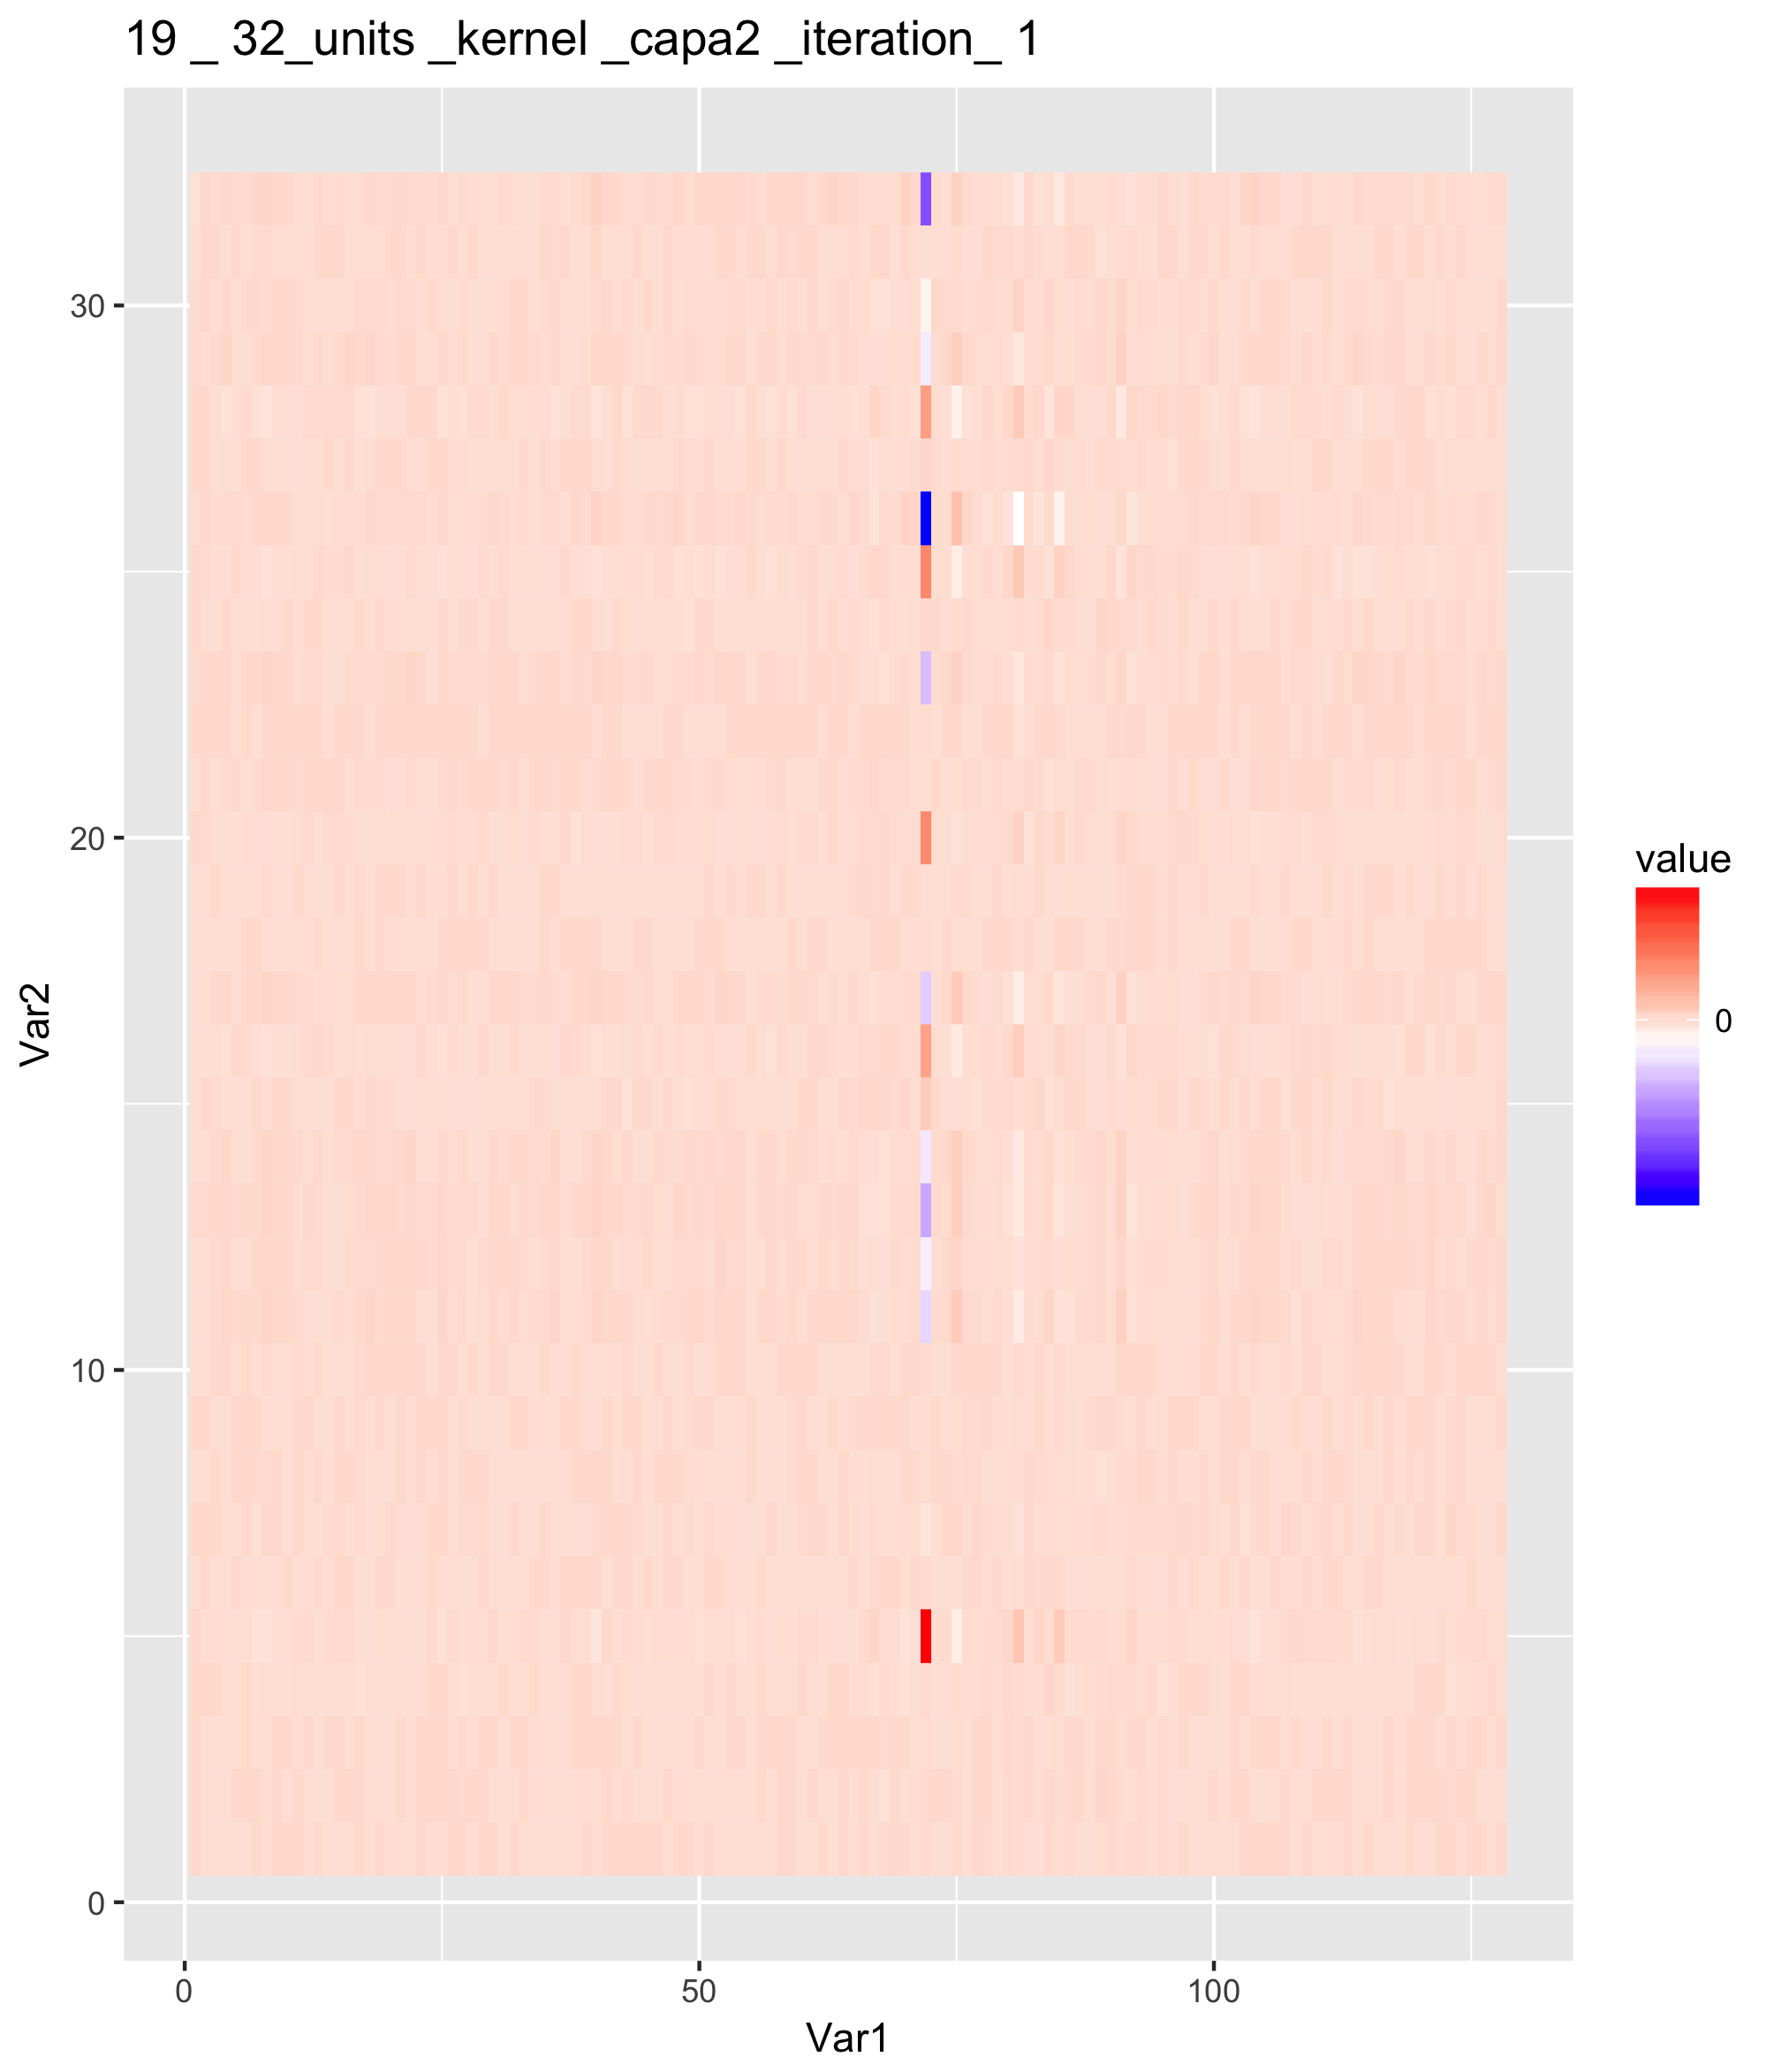 19 _ 32_units _kernel _capa2 _iteration_ 1
30
20
10
0
Var2
0
50
100
Var1
value
0